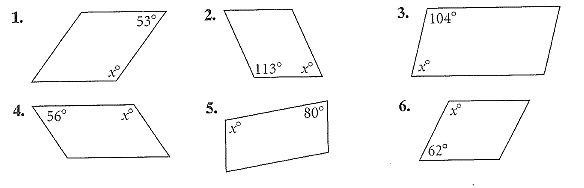 1. 53° x°
2. 113° x°
3. 104° x°
4. 56° x°
5. x° 80°
6. x° 62°